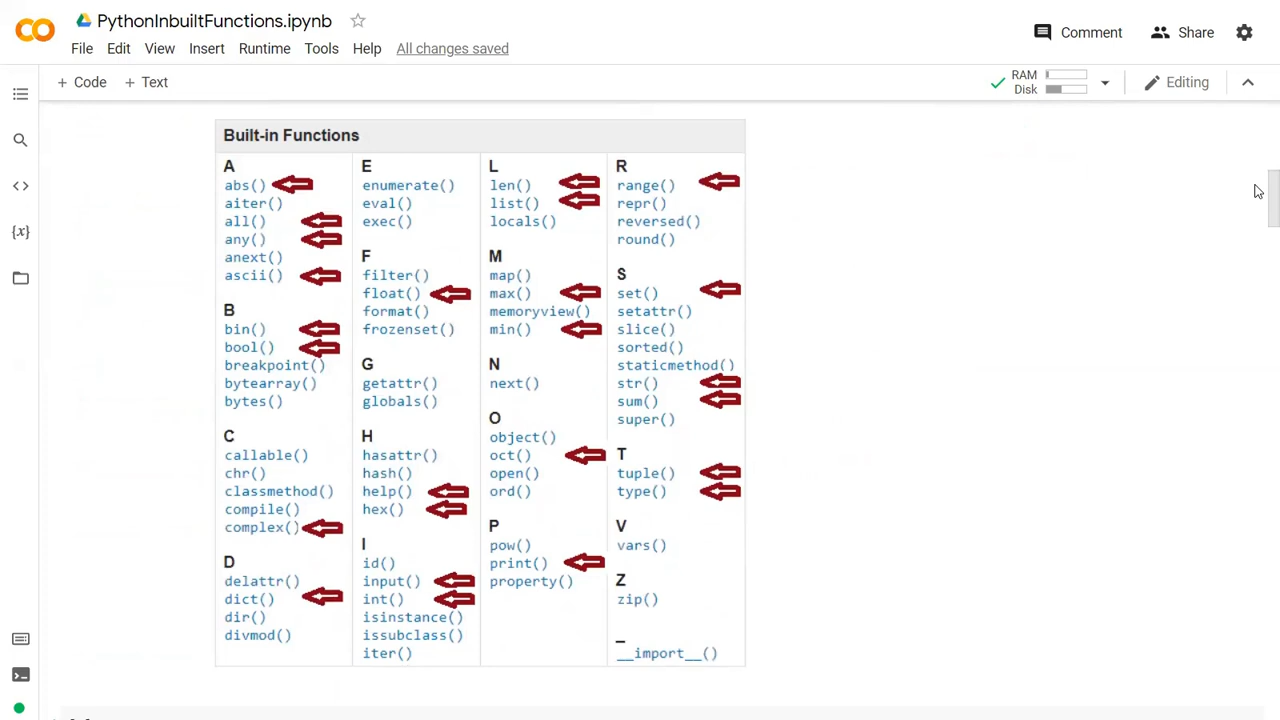 PythonInbuiltFunctions.ipynb
File Edit View Insert Runtime Tools Help All changes saved
Comment Share
+ Code + Text
RAM
Disk
Editing
Built-in Functions
A
abs()
aiter()
all()
any()
anext()
ascii()
B
bin()
bool()
breakpoint()
bytearray()
bytes()
C
callable()
chr()
classmethod()
compile()
complex()
D
delattr()
dict()
dir()
divmod()
E
enumerate()
eval()
exec()
F
filter()
float()
format()
frozenset()
G
getattr()
globals()
H
hasattr()
hash()
help()
hex()
I
id()
input()
int()
isinstance()
issubclass()
iter()
L
len()
list()
locals()
M
map()
max()
memoryview()
min()
N
next()
O
object()
oct()
open()
ord()
P
pow()
print()
property()
R
range()
repr()
reversed()
round()
S
set()
setattr()
slice()
sorted()
staticmethod()
str()
sum()
super()
T
tuple()
type()
V
vars()
Z
zip()
_
__import__()